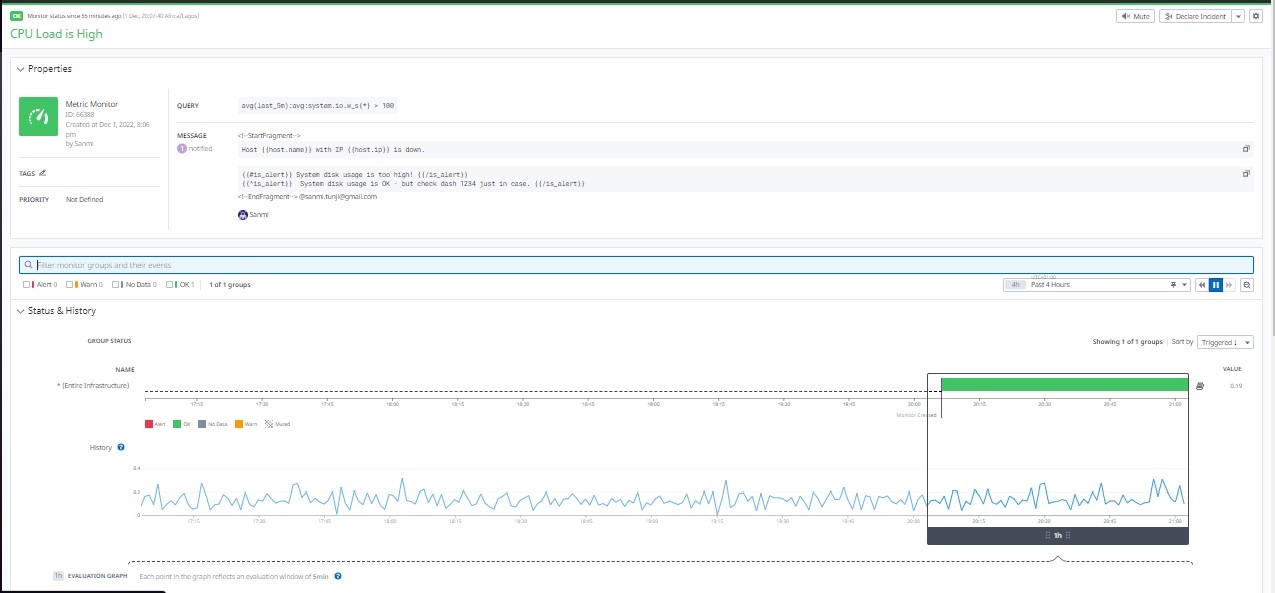 OK Monitor status since 55 minutes ago (1 Dec, 20:07:40 Africa/Lagos)
Mute
Declare Incident
CPU Load is High
Properties
Metric Monitor
ID: 66388
Created at Dec 1, 2022, 8:06
pm
by Sanmi
TAGS
PRIORITY Not Defined
QUERY avg(last_5m):avg:system.io.w_s{*} > 100
MESSAGE
1 notified
<!--StartFragment-->
Host {{host.name}} with IP {{host.ip}} is down.
{{#is_alert}} System disk usage is too high! {{/is_alert}}
{{^is_alert}} System disk usage is OK - but check dash 1234 just in case. {{/is_alert}}
<!--EndFragment--> @sanmi.tunji@gmail.com
Sanmi
Filter monitor groups and their events
Alert 0 Warn 0 No Data 0 OK 1 1 of 1 groups
UTC+01:00
4h Past 4 Hours
Status & History
GROUP STATUS
Showing 1 of 1 groups Sort by Triggered ↓
NAME VALUE
* (Entire Infrastructure) 0.19
17:15 17:30 17:45 18:00 18:15 18:30 18:45 19:00 19:15 19:30 19:45 20:00 20:15 20:30 20:45 21:00
Monitor Created
Alert OK No Data Warn Muted
History ?
0.4
0.2
0
17:15 17:30 17:45 18:00 18:15 18:30 18:45 19:00 19:15 19:30 19:45 20:00 20:15 20:30 20:45 21:00
1h
1h EVALUATION GRAPH Each point in the graph reflects an evaluation window of 5min ?